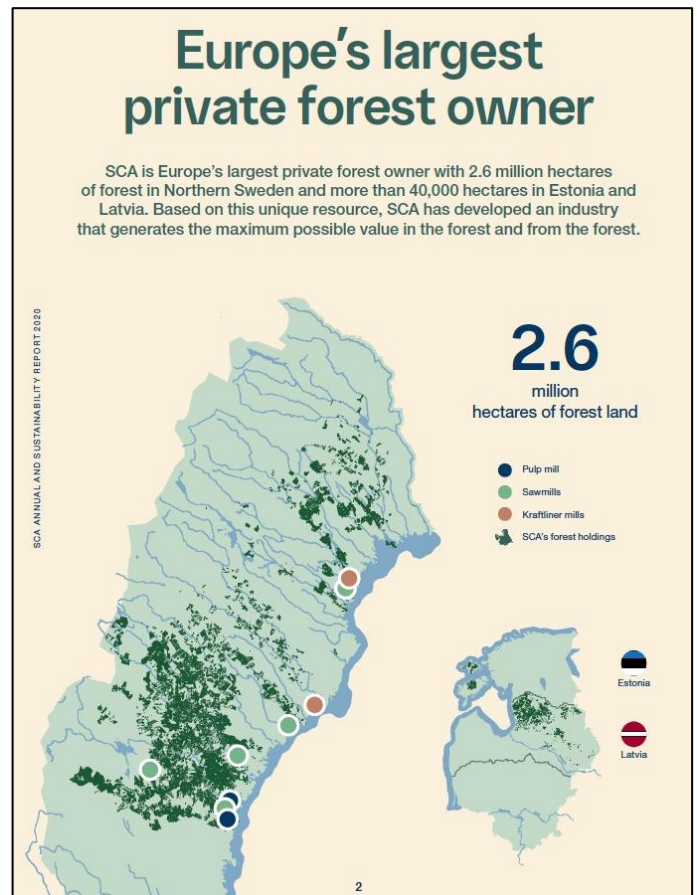 Europe's largest
private forest owner
SCA is Europe's largest private forest owner with 2.6 million hectares
of forest in Northern Sweden and more than 40,000 hectares in Estonia and
Latvia. Based on this unique resource, SCA has developed an industry
that generates the maximum possible value in the forest and from the forest.
SCA ANNUAL AND SUSTAINABILITY REPORT 2020
2.6
million
hectares of forest land
Pulp mill
Sawmills
Kraftliner mills
SCA's forest holdings
Estonia
Latvia
2